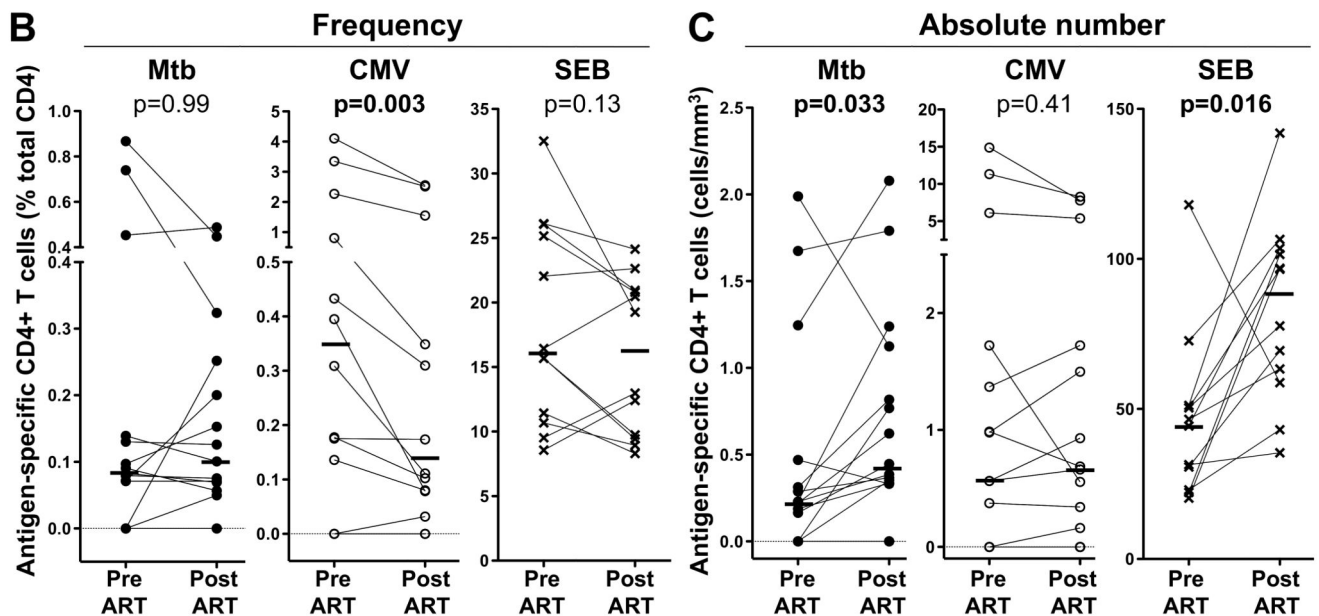 B
Frequency
Mtb
CMV
SEB
p=0.99
p=0.003
p=0.13
Antigen-specific CD4+ T cells (% total CD4)
1.0
0.8
0.6
0.4
0.4
0.3
0.2
0.1
0.0
5
4
3
2
1
0.5
0.5
0.4
0.3
0.2
0.1
0.0
35
30
25
20
15
10
5
0
Pre
ART
Post
ART
Pre
ART
Post
ART
Pre
ART
Post
ART
C
Absolute number
Mtb
CMV
SEB
p=0.033
p=0.41
p=0.016
Antigen-specific CD4+ T cells (cells/mm³)
2.5
2.0
1.5
1.0
0.5
0.0
20
15
10
5
2
1
0
150
100
50
0
Pre
ART
Post
ART
Pre
ART
Post
ART
Pre
ART
Post
ART